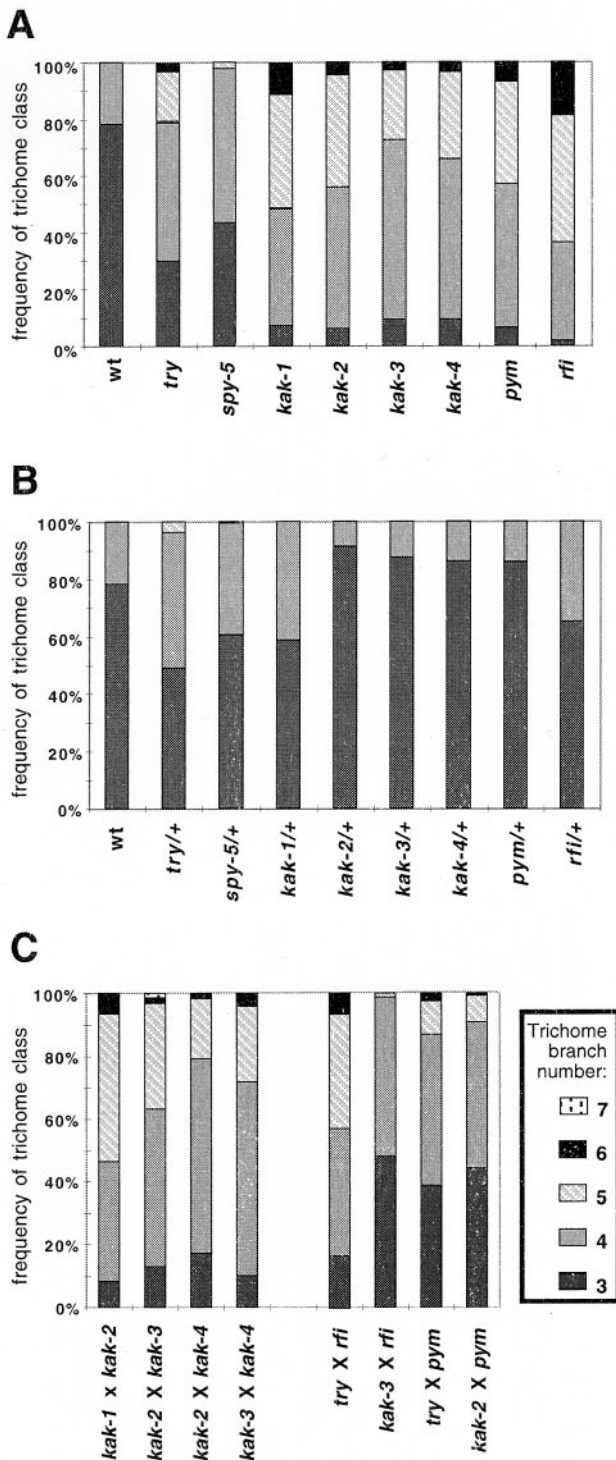 A
frequency of trichome class
100%
80%
60%
40%
20%
0%
wt
try
spy-5
kak-1
kak-2
kak-3
kak-4
pym
rfi
B
frequency of trichome class
100%
80%
60%
40%
20%
0%
wt
try/+
spy-5/+
kak-1/+
kak-2/+
kak-3/+
kak-4/+
pym/+
rfi/+
C
frequency of trichome class
100%
80%
60%
40%
20%
0%
kak-1 x kak-2
kak-2 X kak-3
kak-2 X kak-4
kak-3 X kak-4
try X rfi
kak-3 X rfi
try X pym
kak-2 X pym
Trichome
branch
number:
7
6
5
4
3